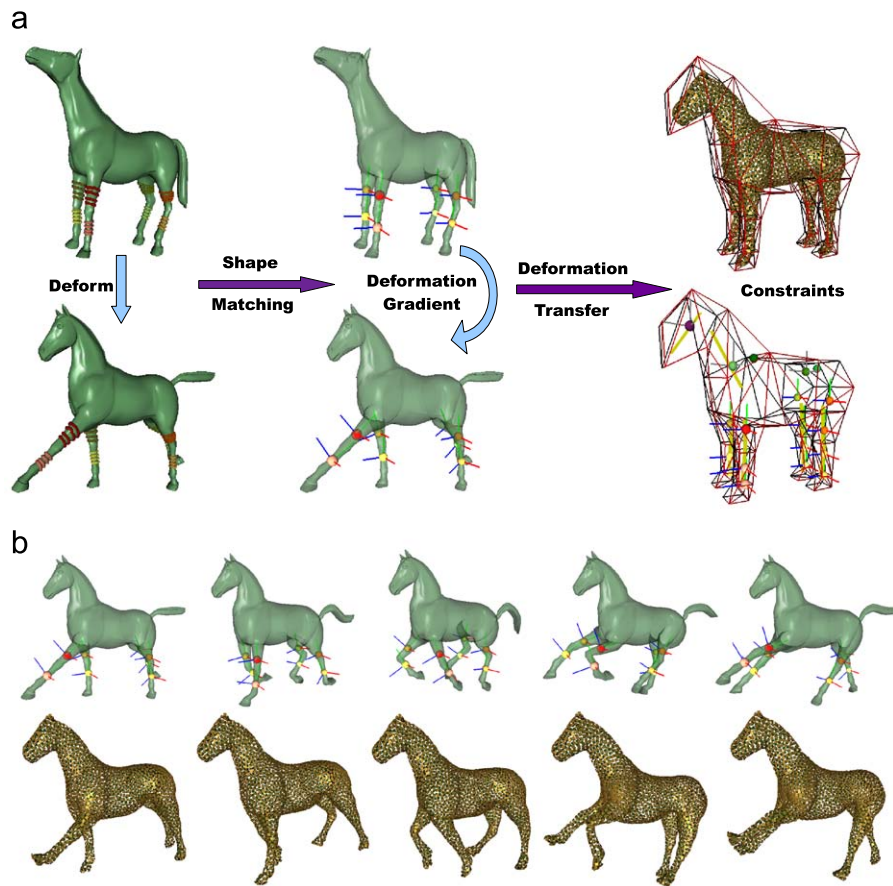 a
Deform
Shape
Matching
Deformation
Gradient
Deformation
Transfer
Constraints
b